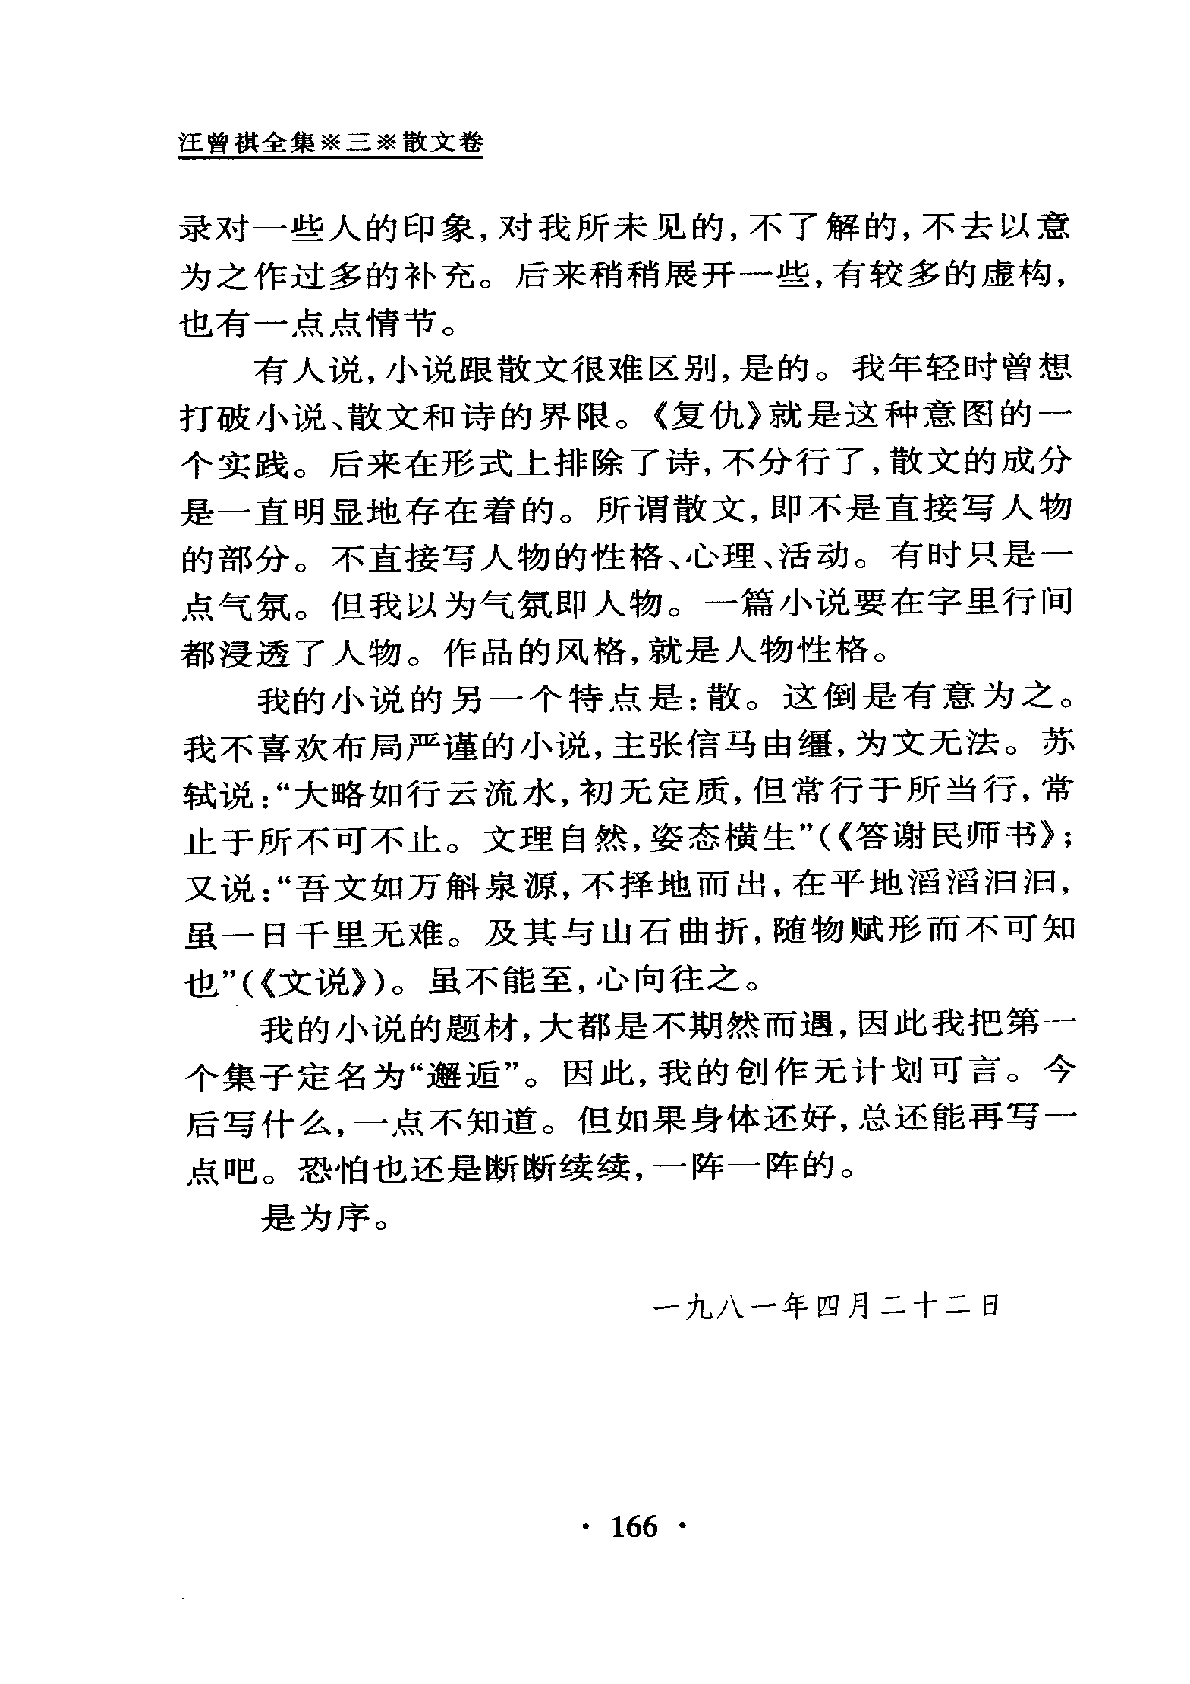 汪曾祺全集※三※散文卷
录对一些人的印象，对我所未见的，不了解的，不去以意
为之作过多的补充。后来稍稍展开一些，有较多的虚构，
也有一点点情节。
有人说，小说跟散文很难区别，是的。我年轻时曾想
打破小说、散文和诗的界限。《复仇》就是这种意图的一
个实践。后来在形式上排除了诗，不分行了，散文的成分
是一直明显地存在着的。所谓散文，即不是直接写人物
的部分。不直接写人物的性格、心理、活动。有时只是一
点气氛。但我以为气氛即人物。一篇小说要在字里行间
都浸透了人物。作品的风格，就是人物性格。
我的小说的另一个特点是：散。这倒是有意为之。
我不喜欢布局严谨的小说，主张信马由缰，为文无法。苏
轼说：“大略如行云流水，初无定质，但常行于所当行，常
止于所不可不止。文理自然，姿态横生”（《答谢民师书》；
又说：“吾文如万斛泉源，不择地而出，在平地滔滔汩汩，
虽一日千里无难。及其与山石曲折，随物赋形而不可知
也”（《文说》）。虽不能至，心向往之。
我的小说的题材，大都是不期然而遇，因此我把第一
个集子定名为“邂逅”。因此，我的创作无计划可言。今
后写什么，一点不知道。但如果身体还好，总还能再写一
点吧。恐怕也还是断断续续，一阵一阵的。
是为序。
一九八一年四月二十二日
· 166 ·